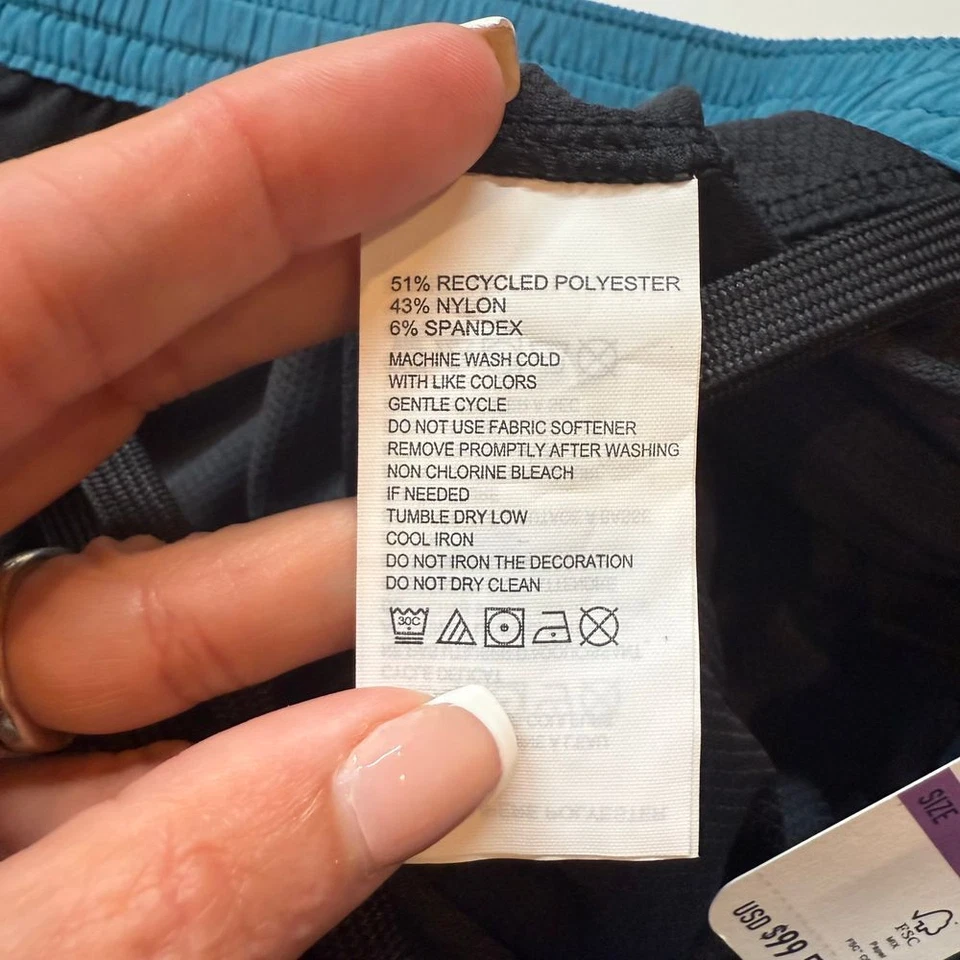 51% RECYCLED POLYESTER
43% NYLON
6% SPANDEX
MACHINE WASH COLD
WITH LIKE COLORS
GENTLE CYCLE
DO NOT USE FABRIC SOFTENER
REMOVE PROMPTLY AFTER WASHING
NON CHLORINE BLEACH
IF NEEDED
TUMBLE DRY LOW
COOL IRON
DO NOT IRON THE DECORATION
DO NOT DRY CLEAN
30C
SIZE
USD $99
FSC
MIX
Paper